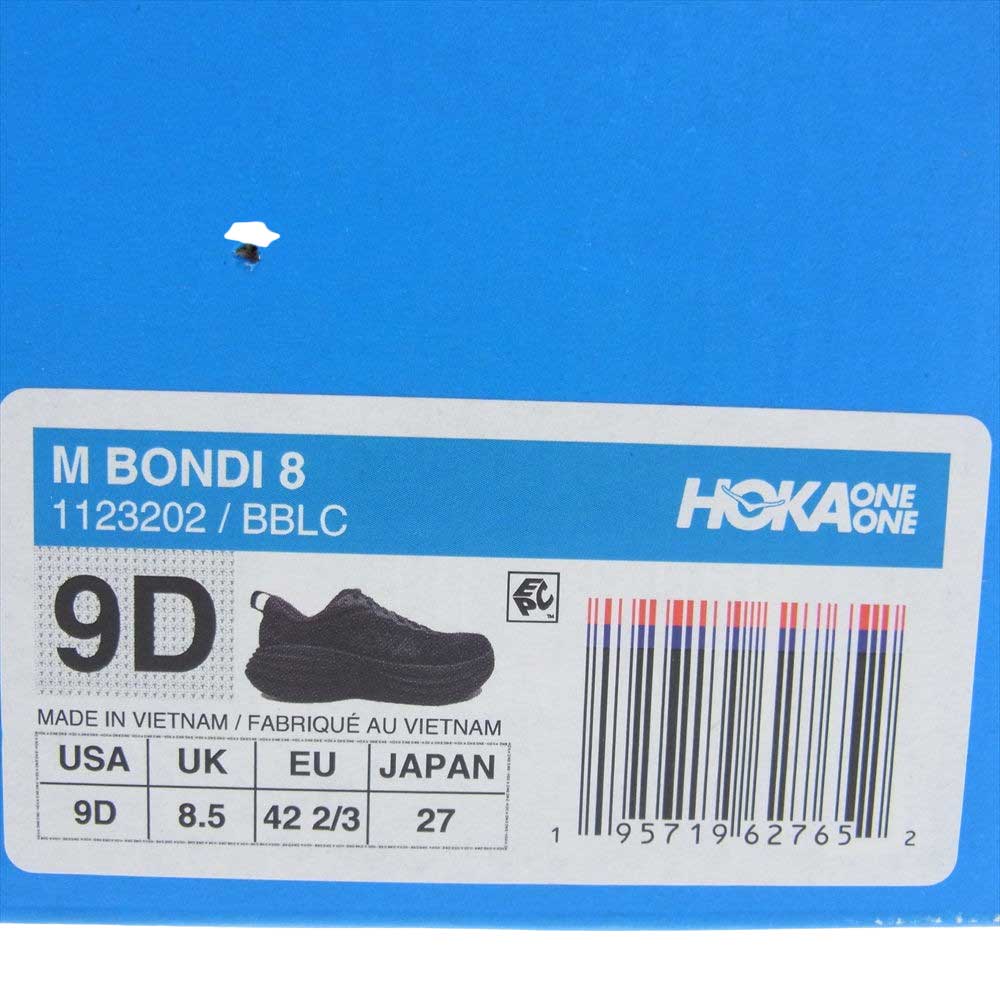 M BONDI 8
1123202 / BBLC
HOKA ONE ONE
9D
EPC™
MADE IN VIETNAM / FABRIQUÉ AU VIETNAM
USA UK EU JAPAN
9D 8.5 42 2/3 27
1 95719 62765 2